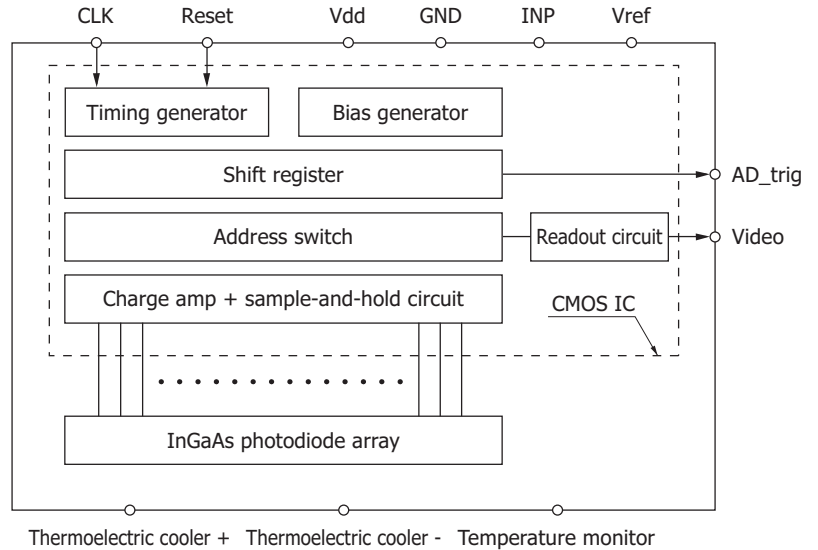 CLK Reset Vdd GND INP Vref
Timing generator Bias generator
Shift register AD_trig
Address switch Readout circuit Video
Charge amp + sample-and-hold circuit
CMOS IC
InGaAs photodiode array
Thermoelectric cooler + Thermoelectric cooler - Temperature monitor